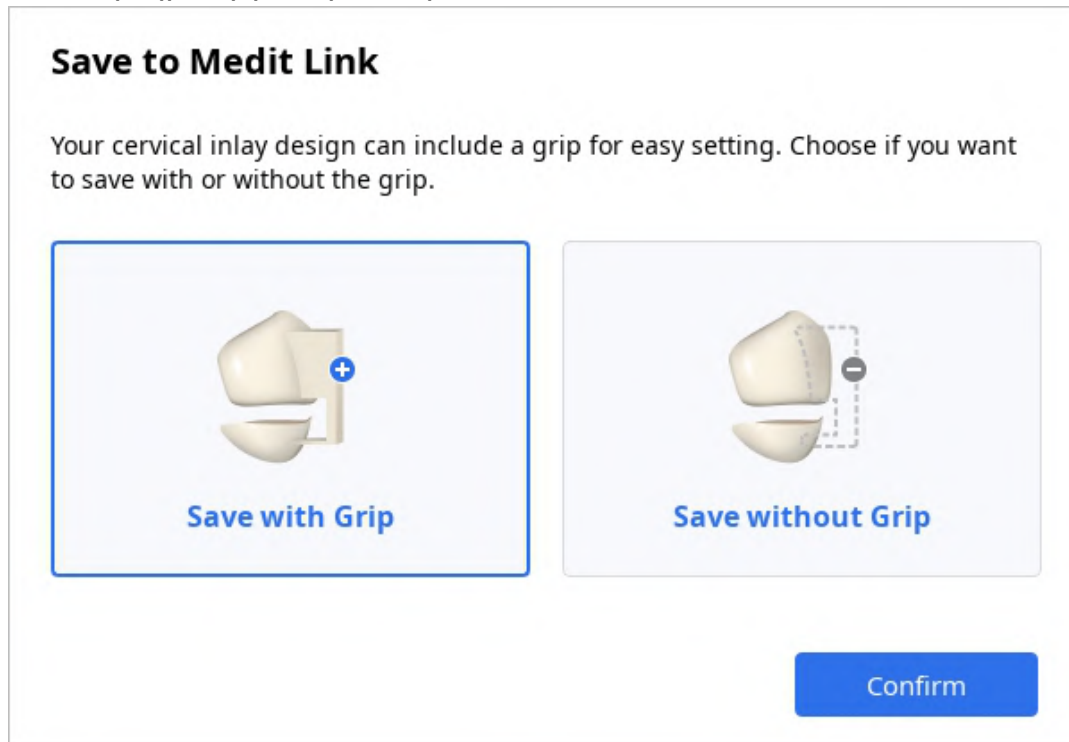 Save to Medit Link
Your cervical inlay design can include a grip for easy setting. Choose if you want
to save with or without the grip.
Save with Grip
Save without Grip
Confirm